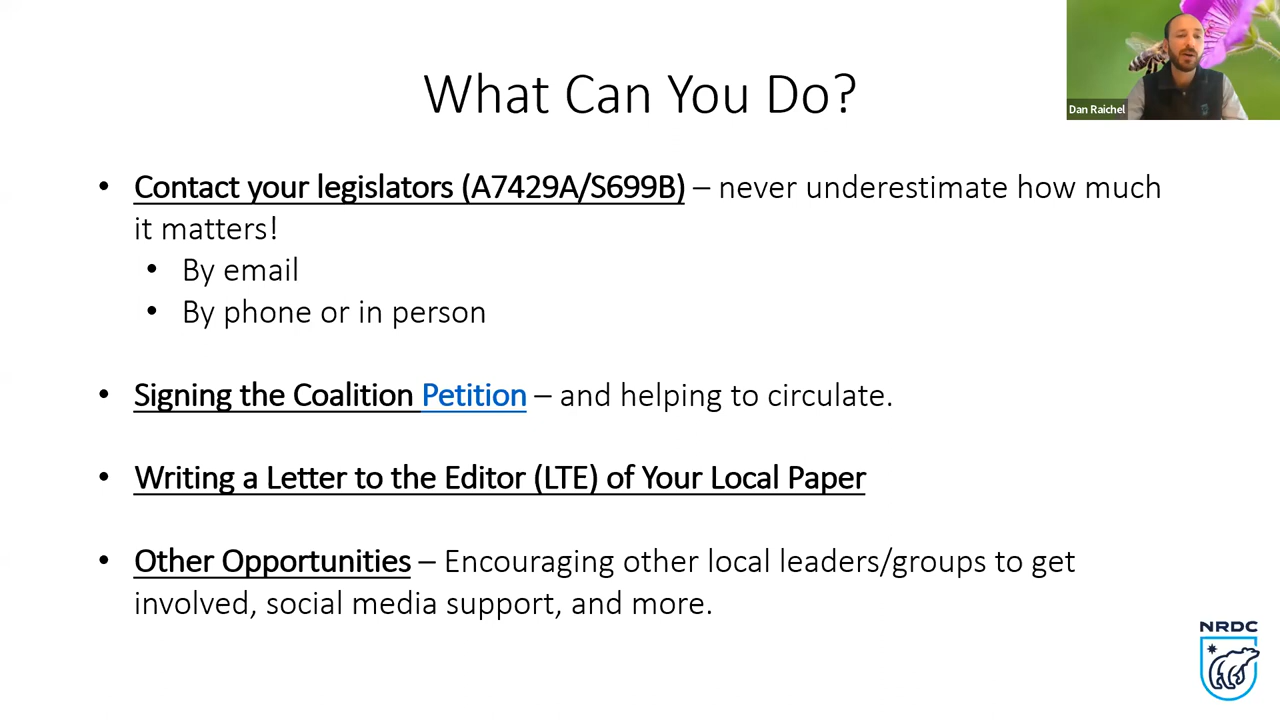 What Can You Do?
Dan Raichel
• Contact your legislators (A7429A/S699B) – never underestimate how much
it matters!
• By email
• By phone or in person
• Signing the Coalition Petition – and helping to circulate.
• Writing a Letter to the Editor (LTE) of Your Local Paper
• Other Opportunities – Encouraging other local leaders/groups to get
involved, social media support, and more.
NRDC